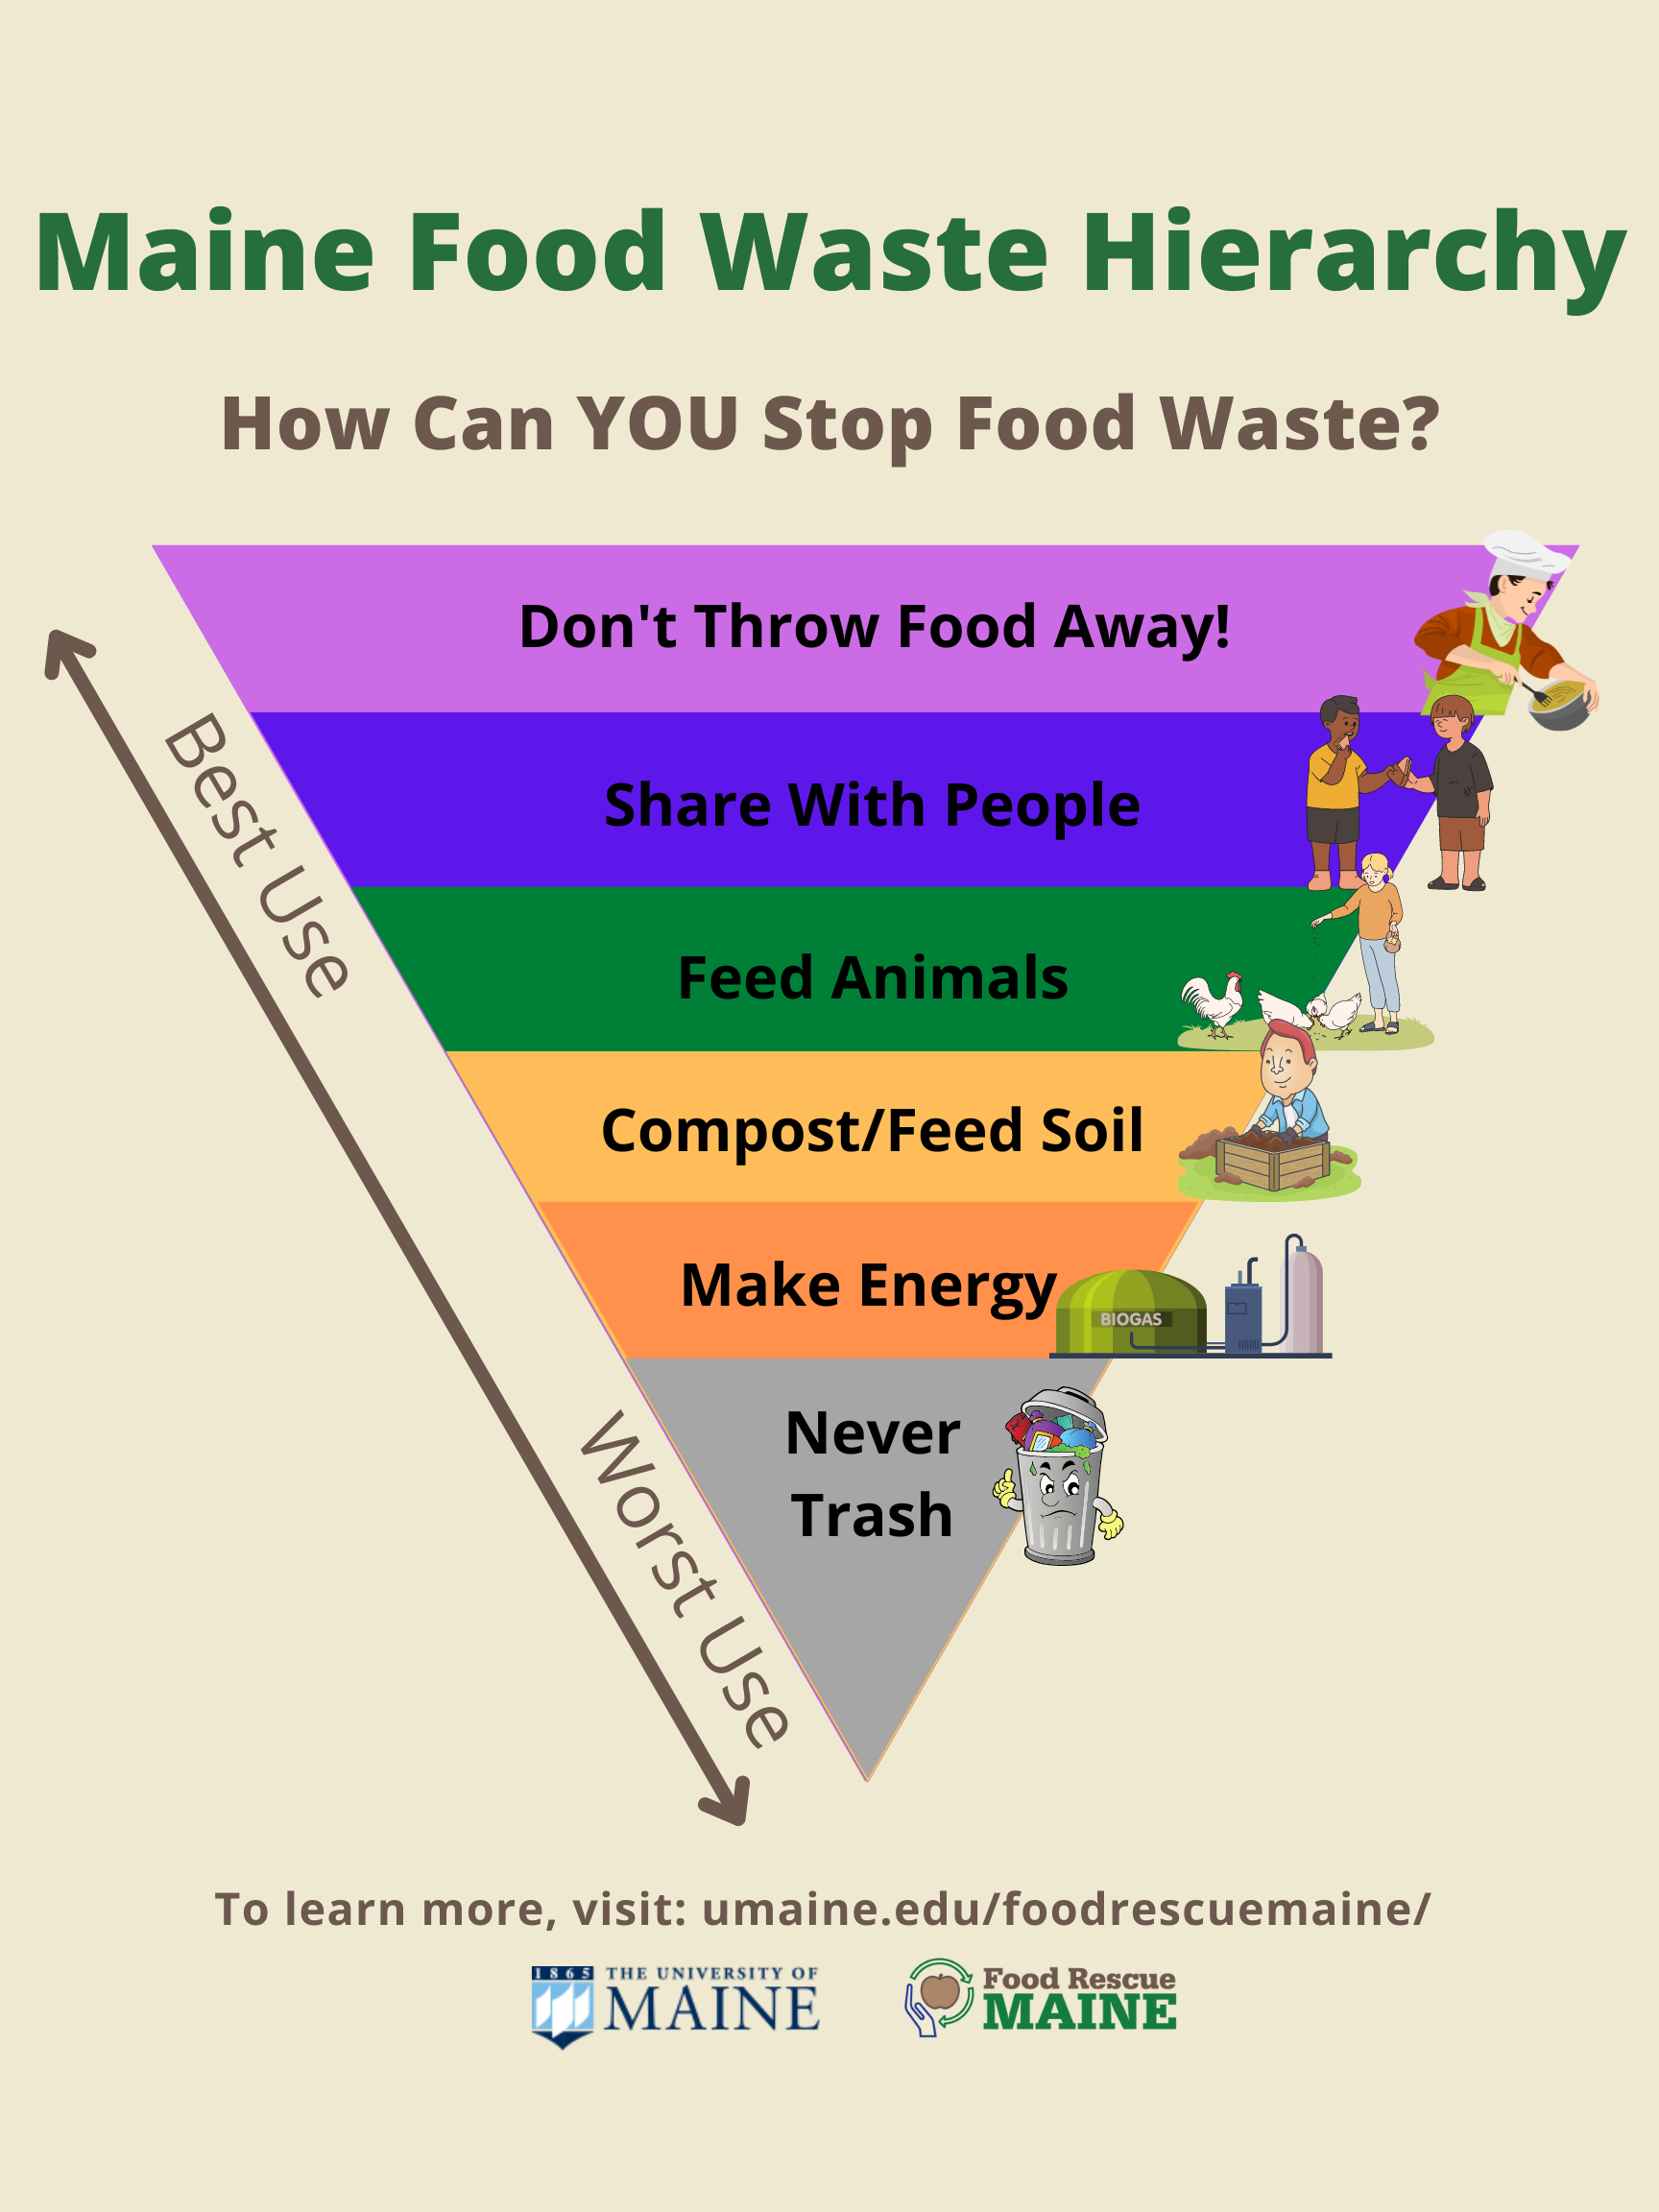 Maine Food Waste Hierarchy
How Can YOU Stop Food Waste?
Don't Throw Food Away!
Share With People
Feed Animals
Compost/Feed Soil
Make Energy
BIOGAS
Never
Trash
Best Use
Worst Use
To learn more, visit: umaine.edu/foodrescuemaine/
1865 THE UNIVERSITY OF
MAINE
Food Rescue
MAINE